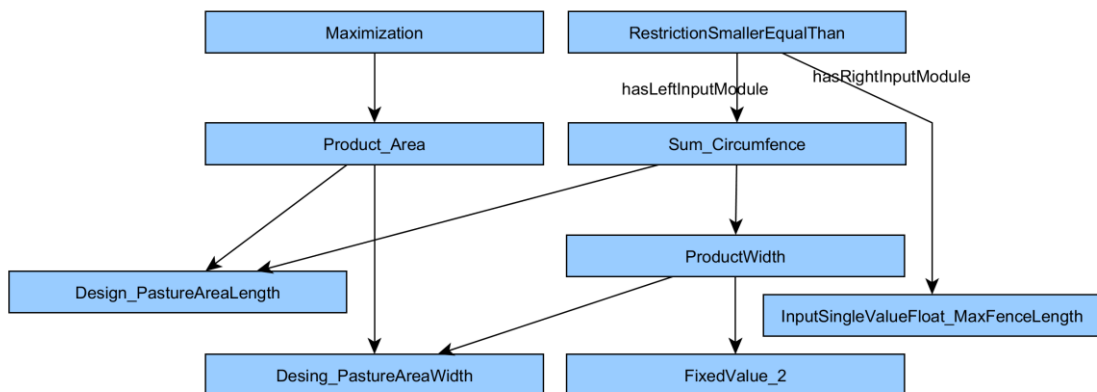 Maximization
RestrictionSmallerEqualThan
hasLeftInputModule
hasRightInputModule
Product_Area
Sum_Circumfence
ProductWidth
Design_PastureAreaLength
InputSingleValueFloat_MaxFenceLength
Desing_PastureAreaWidth
FixedValue_2